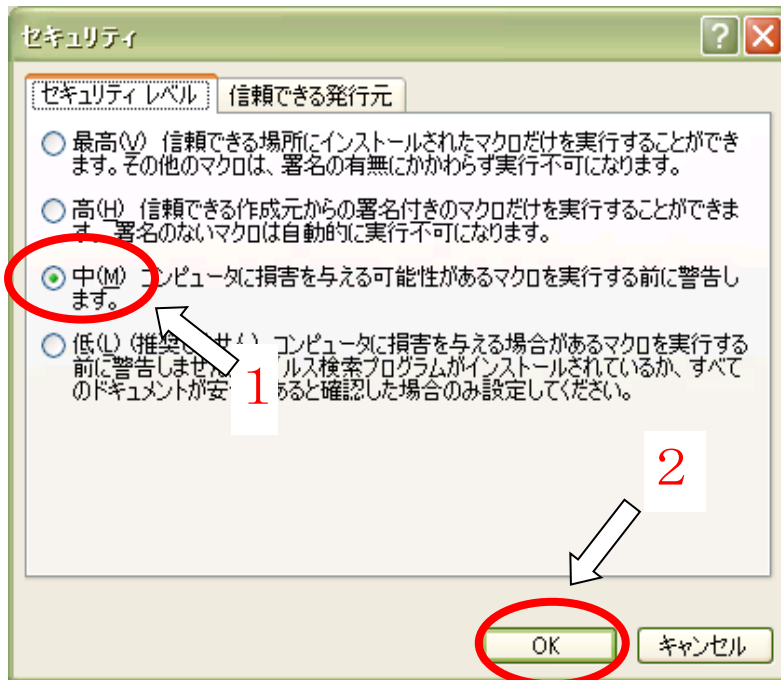 セキュリティ
セキュリティ レベル 信頼できる発行元
最高(V) 信頼できる場所にインストールされたマクロだけを実行することができ
ます。その他のマクロは、署名の有無にかかわらず実行不可になります。
高(H) 信頼できる作成元からの署名付きのマクロだけを実行することができま
す。署名のないマクロは自動的に実行不可になります。
中(M) コンピュータに損害を与える可能性があるマクロを実行する前に警告し
ます。
低(L) (推奨 コンピュータに損害を与える場合があるマクロを実行する
前に警告しません ルス検索プログラムがインストールされているか、すべて
のドキュメントが安 あると確認した場合のみ設定してください。
1
2
OK キャンセル